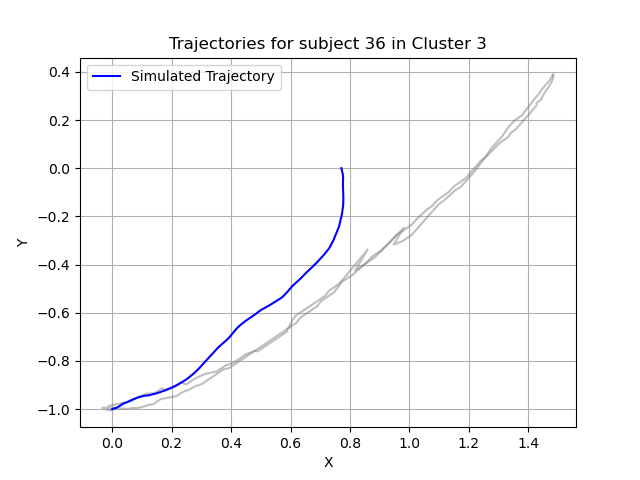 Trajectories for subject 36 in Cluster 3
Simulated Trajectory
0.4
0.2
0.0
−0.2
−0.4
−0.6
−0.8
−1.0
Y
0.0 0.2 0.4 0.6 0.8 1.0 1.2 1.4
X